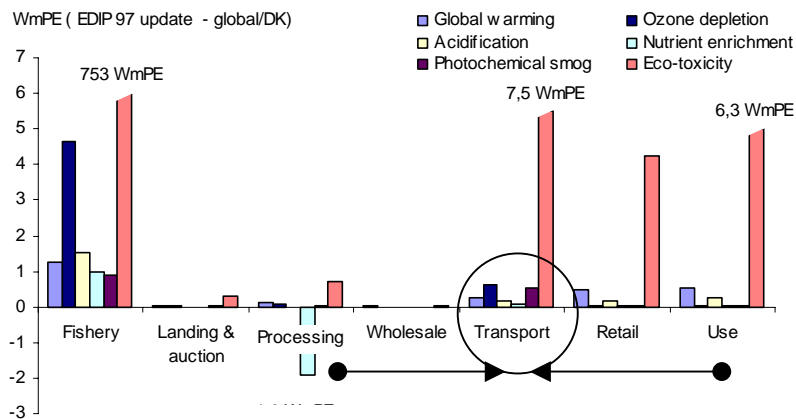 WmPE ( EDIP 97 update - global/DK)
Global warming
Ozone depletion
Acidification
Nutrient enrichment
Photochemical smog
Eco-toxicity
7
6
5
4
3
2
1
0
-1
-2
-3
753 WmPE
7,5 WmPE
6,3 WmPE
Fishery
Landing &
auction
Processing
Wholesale
Transport
Retail
Use